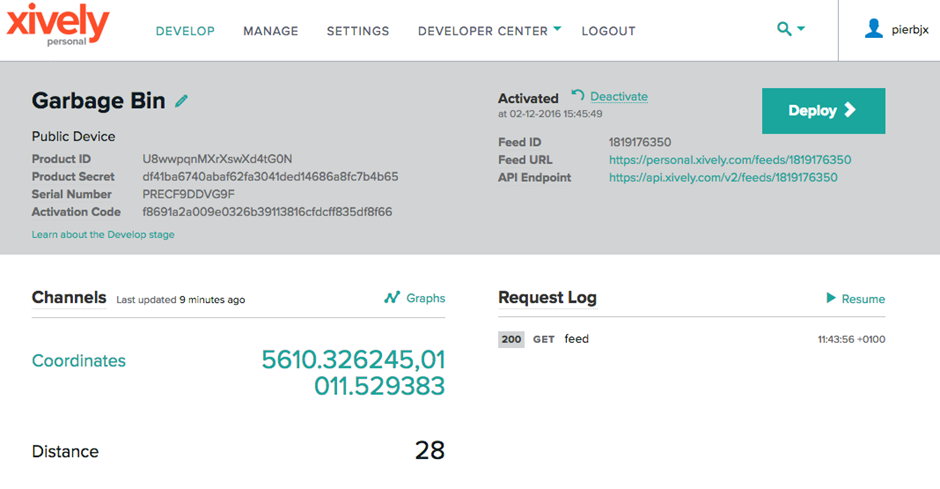 xively
personal
DEVELOP
MANAGE
SETTINGS
DEVELOPER CENTER
LOGOUT
pierbjx
Garbage Bin
Public Device
Product ID U8wwpqnMXrXswXd4tG0N
Product Secret df41ba6740abaf62fa3041ded14686a8fc7b4b65
Serial Number PRECF9DDVG9F
Activation Code f8691a2a009e0326b39113816cfdcff835df8f66
Learn about the Develop stage
Activated Deactivate
at 02-12-2016 15:45:49
Feed ID 1819176350
Feed URL https://personal.xively.com/feeds/1819176350
API Endpoint https://api.xively.com/v2/feeds/1819176350
Deploy
Channels Last updated 9 minutes ago Graphs
Coordinates 5610.326245,01
011.529383
Distance 28
Request Log Resume
200 GET feed 11:43:56 +0100